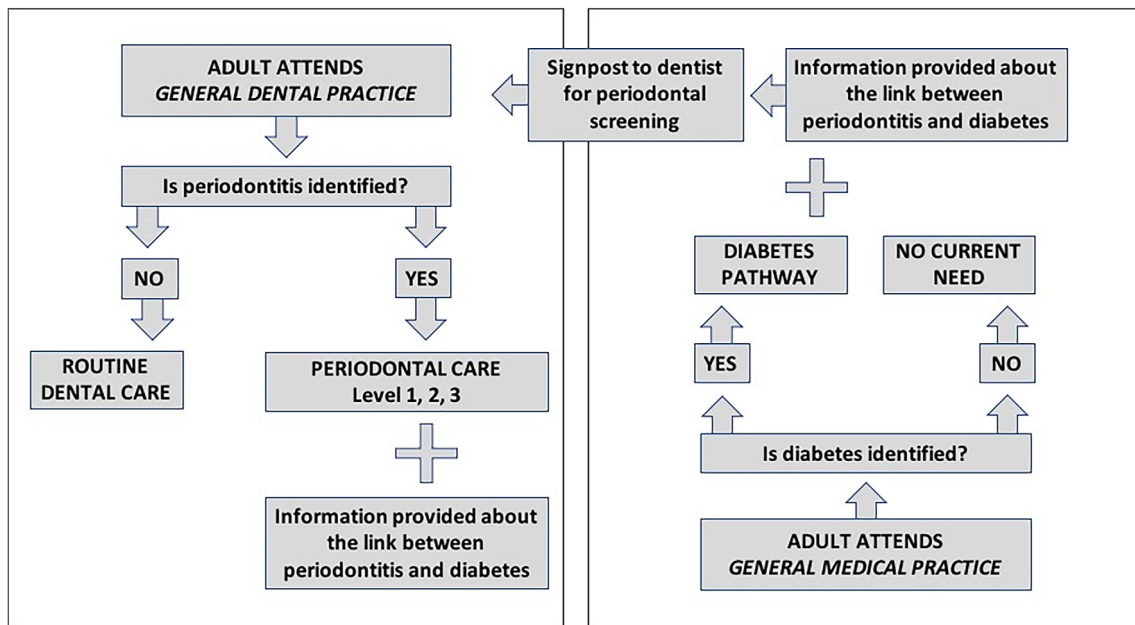 ADULT ATTENDS
GENERAL DENTAL PRACTICE
Is periodontitis identified?
NO
YES
ROUTINE
DENTAL CARE
PERIODONTAL CARE
Level 1, 2, 3
Information provided about
the link between
periodontitis and diabetes
Signpost to dentist
for periodontal
screening
Information provided about
the link between
periodontitis and diabetes
DIABETES
PATHWAY
NO CURRENT
NEED
YES
NO
Is diabetes identified?
ADULT ATTENDS
GENERAL MEDICAL PRACTICE